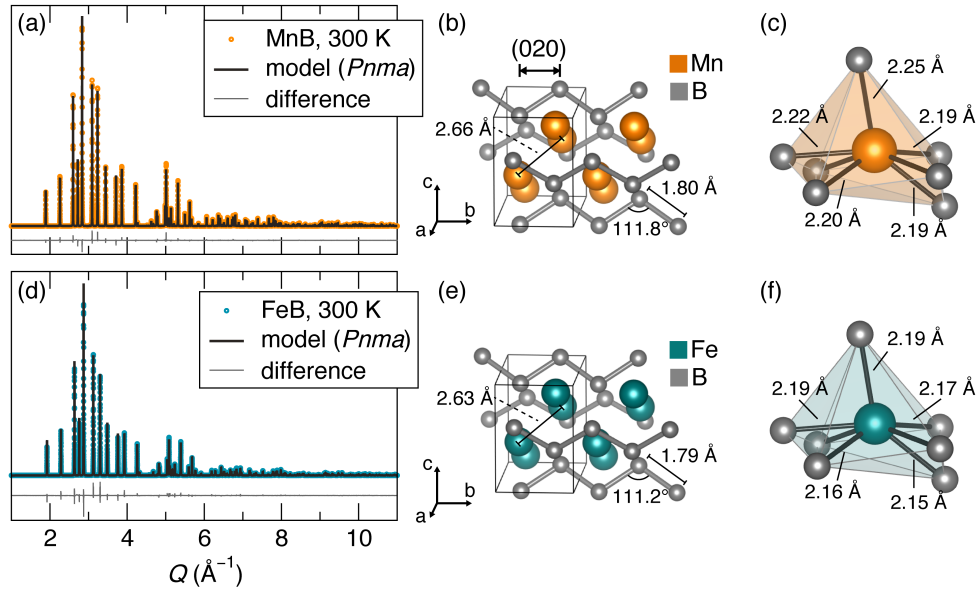 (a)
MnB, 300 K
model (Pnma)
difference
(b)
(020)
Mn
B
2.66 Å
1.80 Å
111.8°
c
b
a
(c)
2.25 Å
2.22 Å
2.19 Å
2.20 Å
2.19 Å
(d)
FeB, 300 K
model (Pnma)
difference
2
4
6
8
10
Q (Å⁻¹)
(e)
Fe
B
2.63 Å
1.79 Å
111.2°
c
b
a
(f)
2.19 Å
2.19 Å
2.17 Å
2.16 Å
2.15 Å